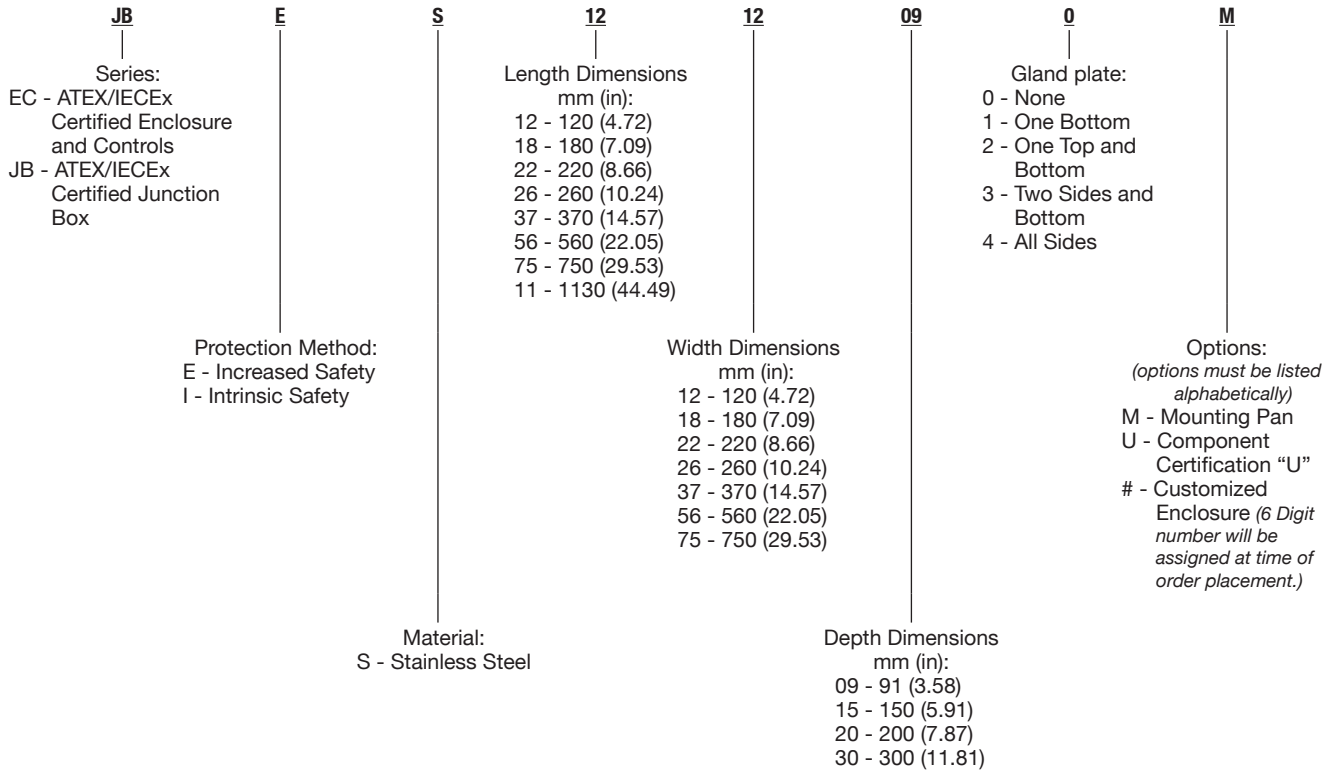 JB E S 12 12 09 0 M
Series:
EC - ATEX/IECEx
Certified Enclosure
and Controls
JB - ATEX/IECEx
Certified Junction
Box
Protection Method:
E - Increased Safety
I - Intrinsic Safety
Material:
S - Stainless Steel
Length Dimensions
mm (in):
12 - 120 (4.72)
18 - 180 (7.09)
22 - 220 (8.66)
26 - 260 (10.24)
37 - 370 (14.57)
56 - 560 (22.05)
75 - 750 (29.53)
11 - 1130 (44.49)
Width Dimensions
mm (in):
12 - 120 (4.72)
18 - 180 (7.09)
22 - 220 (8.66)
26 - 260 (10.24)
37 - 370 (14.57)
56 - 560 (22.05)
75 - 750 (29.53)
Depth Dimensions
mm (in):
09 - 91 (3.58)
15 - 150 (5.91)
20 - 200 (7.87)
30 - 300 (11.81)
Gland plate:
0 - None
1 - One Bottom
2 - One Top and
Bottom
3 - Two Sides and
Bottom
4 - All Sides
Options:
(options must be listed
alphabetically)
M - Mounting Pan
U - Component
Certification “U”
# - Customized
Enclosure (6 Digit
number will be
assigned at time of
order placement.)